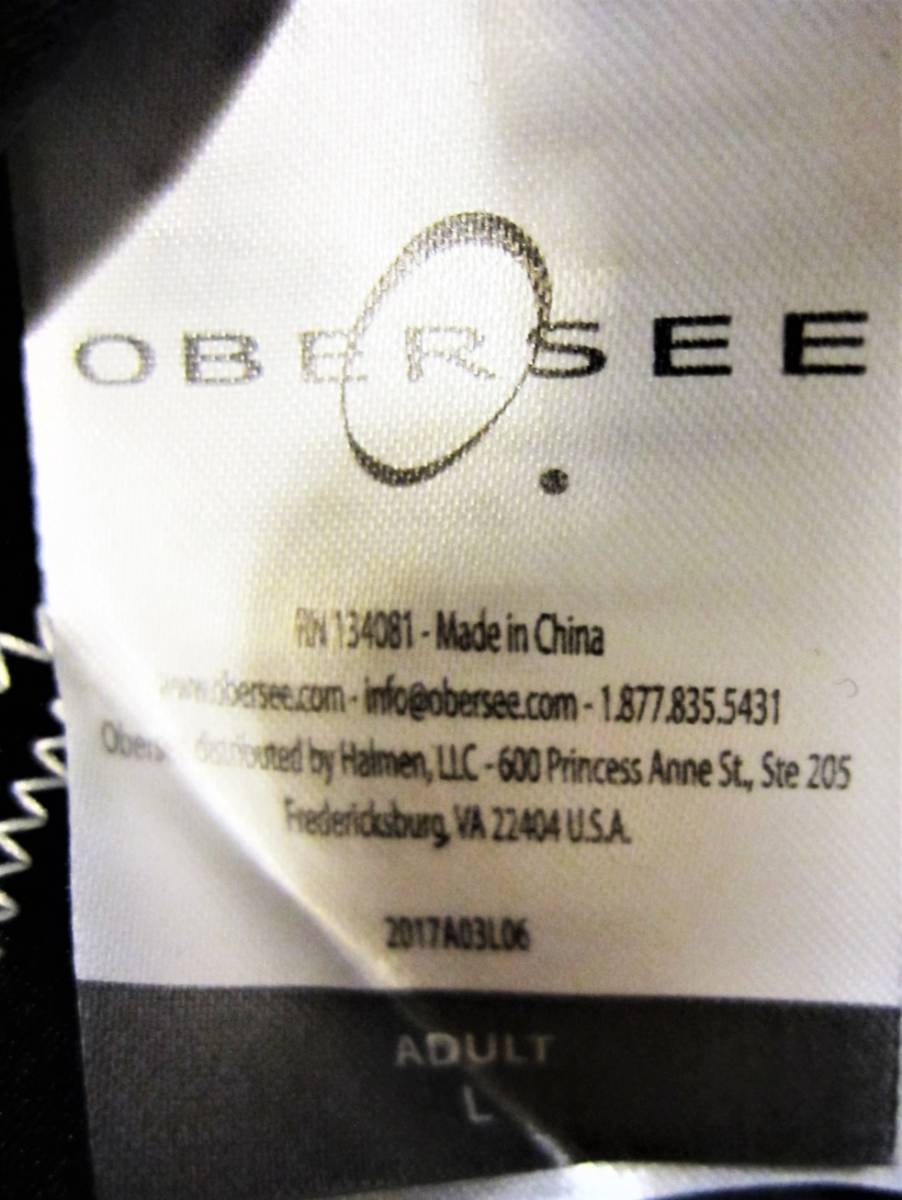 OBERSEE
RN 134081 - Made in China
www.obersee.com - info@obersee.com - 1.877.835.5431
distributed by Halmen, LLC - 600 Princess Anne St., Ste 205
Fredericksburg, VA 22404 U.S.A.
2017A03L06
ADULT
L